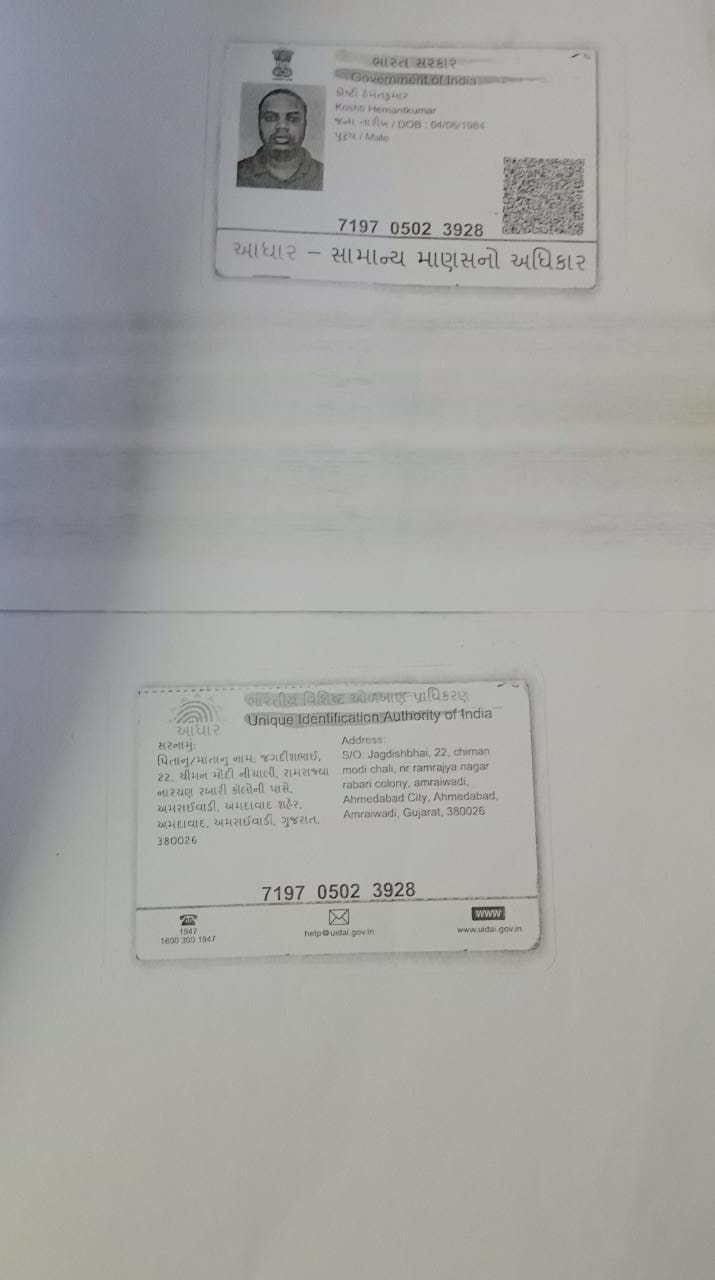 ભારત સરકાર
Government of India
કોષ્ટી હેમન્તકુમાર
Koshti Hemantkumar
જન્મ તારીખ / DOB : 04/06/1984
પુરુષ / Male
7197 0502 3928
આધાર – સામાન્ય માણસનો અધિકાર
ભારતીય વિશિષ્ટ ઓળખાણ પ્રાધિકરણ
Unique Identification Authority of India
આધાર
સરનામું:
પિતાનું/માતાનું નામ: જગદીશભાઈ,
22, ચીમન મોદી ની ચાલી, રામરાજ્ય
નારયણ રબારી કોલોની પાસે,
અમરાઈવાડી, અમદાવાદ શહેર,
અમદાવાદ, અમરાઈવાડી, ગુજરાત,
380026
Address:
S/O: Jagdishbhai, 22, chiman
modi chali, nr ramrajya nagar
rabari colony, amraiwadi,
Ahmedabad City, Ahmedabad,
Amraiwadi, Gujarat, 380026
7197 0502 3928
1947
1800 300 1947
help@uidai.gov.in
www
www.uidai.gov.in